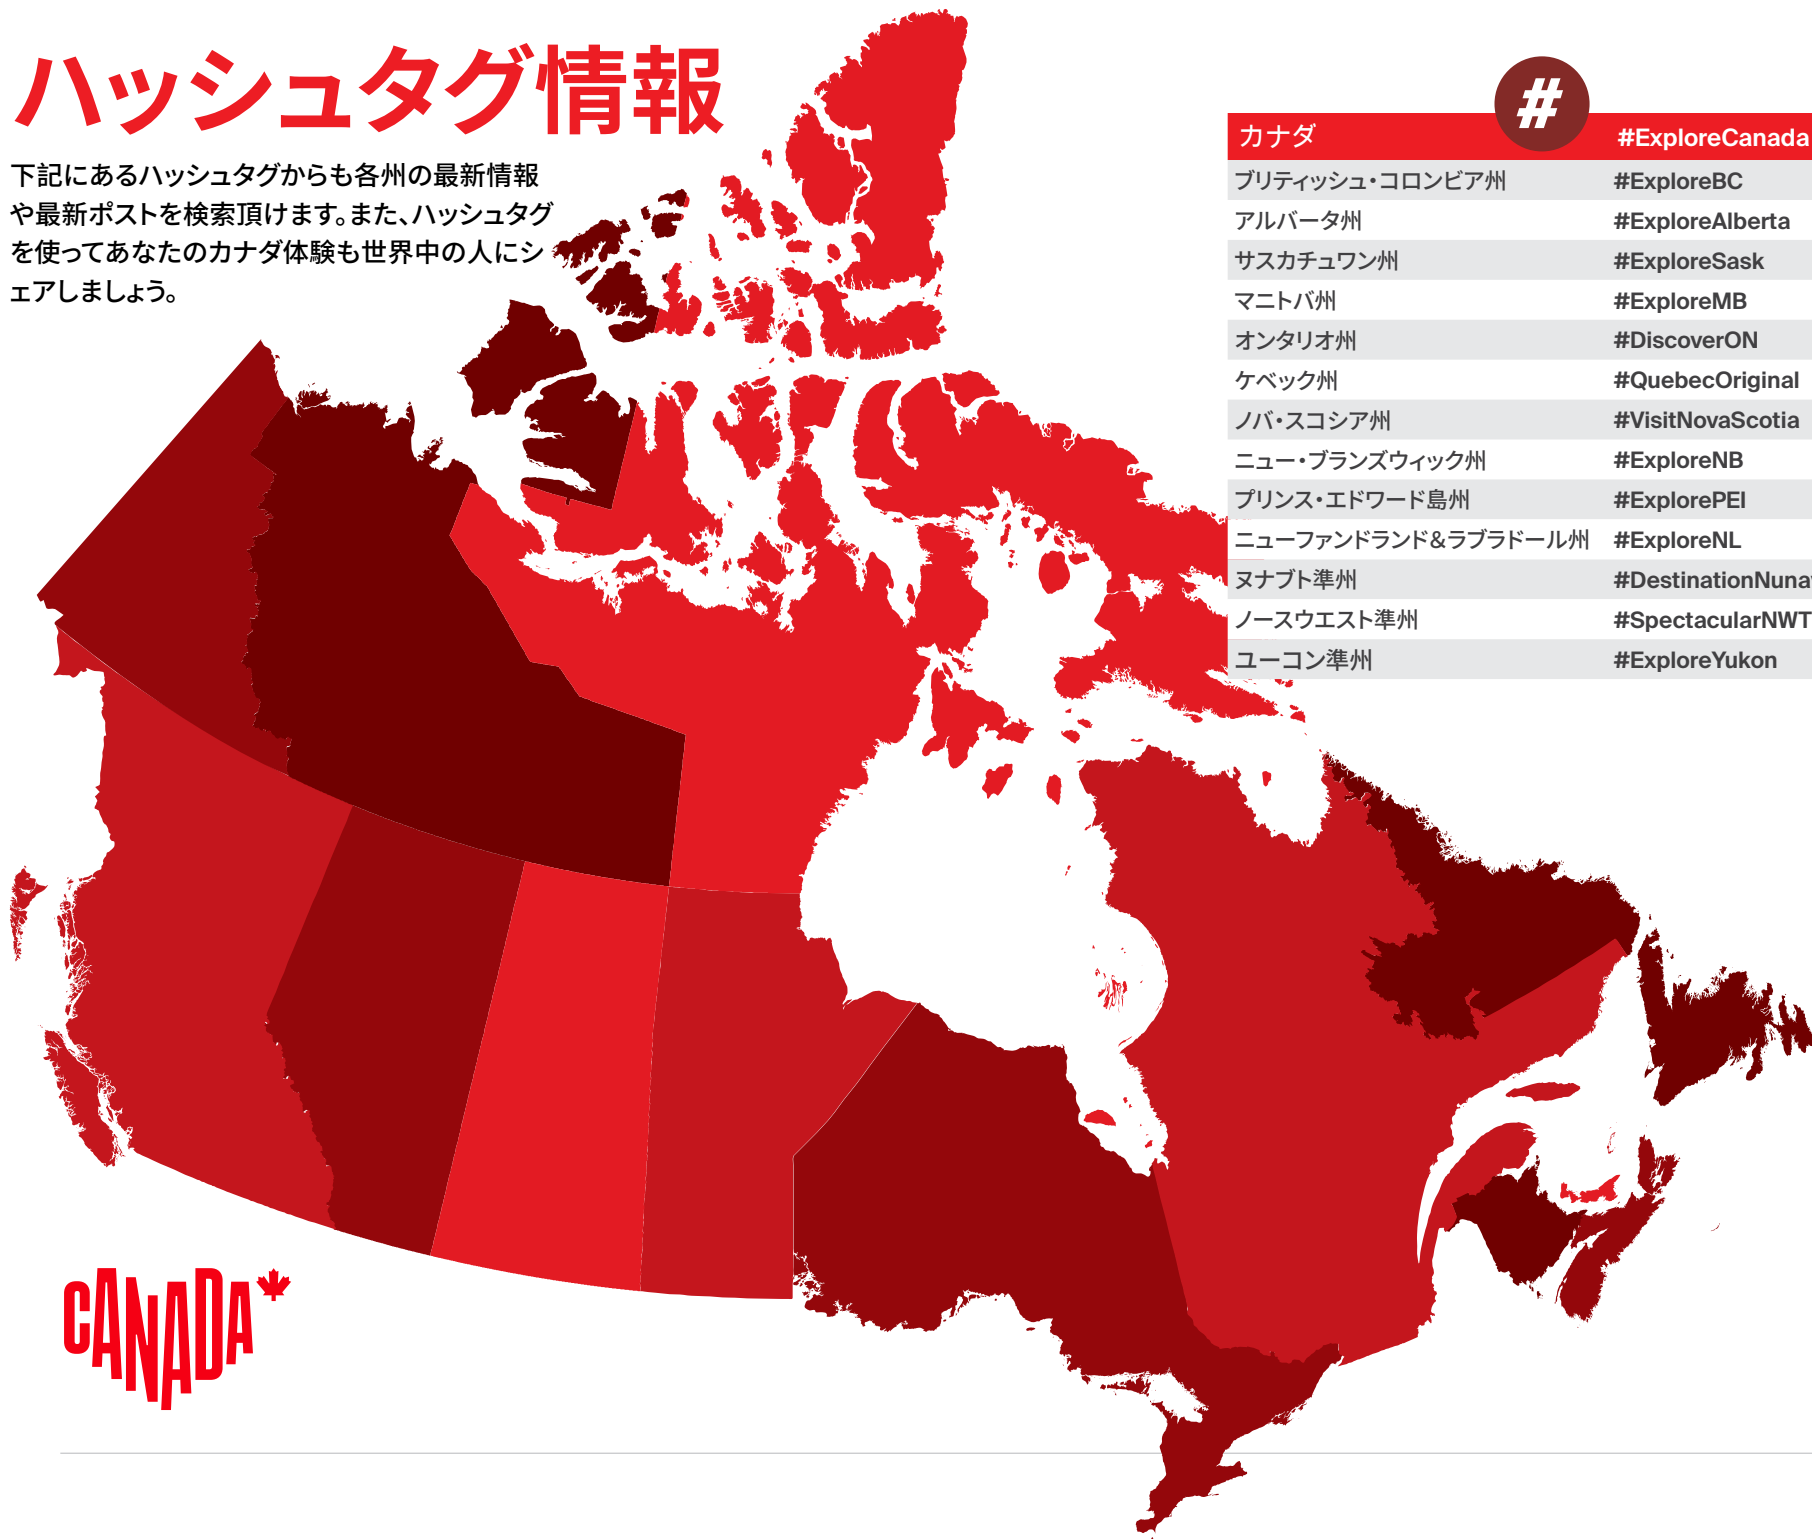 ハッシュタグ情報
下記にあるハッシュタグからも各州の最新情報
や最新ポストを検索頂けます。また、ハッシュタグ
を使ってあなたのカナダ体験も世界中の人にシ
ェアしましょう。
#
カナダ #ExploreCanada
ブリティッシュ・コロンビア州 #ExploreBC
アルバータ州 #ExploreAlberta
サスカチュワン州 #ExploreSask
マニトバ州 #ExploreMB
オンタリオ州 #DiscoverON
ケベック州 #QuebecOriginal
ノバ・スコシア州 #VisitNovaScotia
ニュー・ブランズウィック州 #ExploreNB
プリンス・エドワード島州 #ExplorePEI
ニューファンドランド&ラブラドール州 #ExploreNL
ヌナブト準州
ノースウエスト準州 #SpectacularNWT
ユーコン準州 #ExploreYukon
CANADA